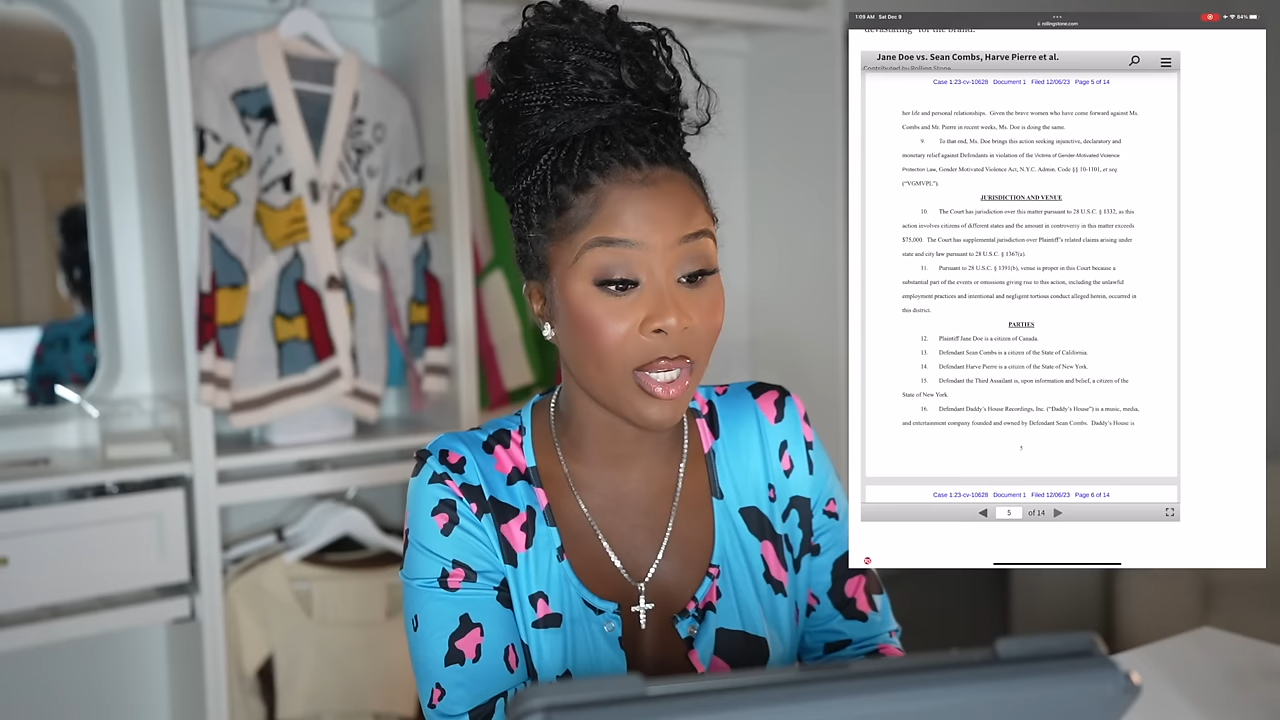 1:09 AM Sat Dec 9
rollingstone.com
84%
devastating" for the brand.
Jane Doe vs. Sean Combs, Harve Pierre et al.
Contributed by Rolling Stone
Case 1:23-cv-10628 Document 1 Filed 12/06/23 Page 5 of 14
her life and personal relationships. Given the brave women who have come forward against Ms.
Combs and Mr. Pierre in recent weeks, Ms. Doe is doing the same.
9. To that end, Ms. Doe brings this action seeking injunctive, declaratory and
monetary relief against Defendants in violation of the Victims of Gender-Motivated Violence
Protection Law, Gender Motivated Violence Act, N.Y.C. Admin. Code §§ 10-1101, et seq
("VGMVPL").
JURISDICTION AND VENUE
10. The Court has jurisdiction over this matter pursuant to 28 U.S.C. § 1332, as this
action involves citizens of different states and the amount in controversy in this matter exceeds
$75,000. The Court has supplemental jurisdiction over Plaintiff's related claims arising under
state and city law pursuant to 28 U.S.C. § 1367(a).
11. Pursuant to 28 U.S.C. § 1391(b), venue is proper in this Court because a
substantial part of the events or omissions giving rise to this action, including the unlawful
employment practices and intentional and negligent tortious conduct alleged herein, occurred in
this district.
PARTIES
12. Plaintiff Jane Doe is a citizen of Canada.
13. Defendant Sean Combs is a citizen of the State of California.
14. Defendant Harve Pierre is a citizen of the State of New York.
15. Defendant the Third Assailant is, upon information and belief, a citizen of the
State of New York.
16. Defendant Daddy's House Recordings, Inc. ("Daddy's House") is a music, media,
and entertainment company founded and owned by Defendant Sean Combs. Daddy's House is
5
Case 1:23-cv-10628 Document 1 Filed 12/06/23 Page 6 of 14
5 of 14